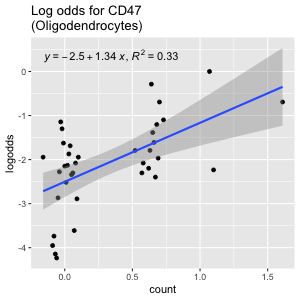 Log odds for CD47
(Oligodendrocytes)
y = −2.5 + 1.34 x, R² = 0.33
logodds
0
-1
-2
-3
-4
0.0 0.5 1.0 1.5
count